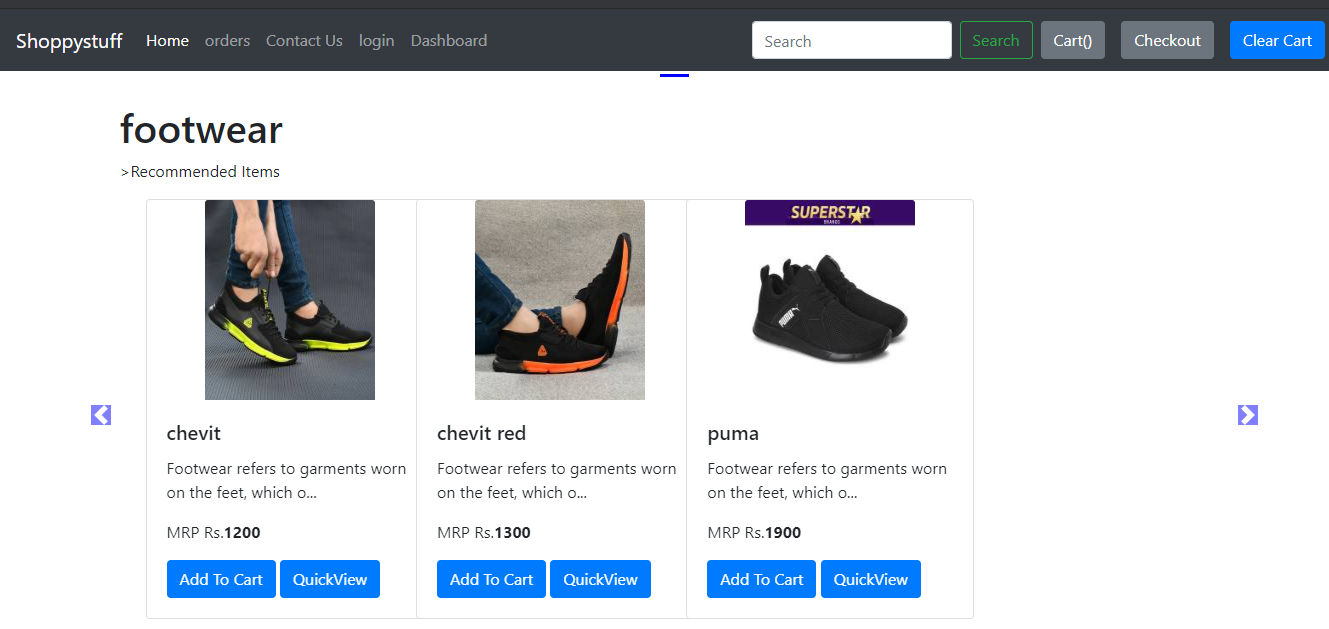 Shoppystuff Home orders Contact Us login Dashboard Search Search Cart() Checkout Clear Cart
footwear
>Recommended Items
SUPERSTAR
BRANDS
PUMA
chevit
Footwear refers to garments worn
on the feet, which o...
MRP Rs.1200
Add To Cart QuickView
chevit red
Footwear refers to garments worn
on the feet, which o...
MRP Rs.1300
Add To Cart QuickView
puma
Footwear refers to garments worn
on the feet, which o...
MRP Rs.1900
Add To Cart QuickView